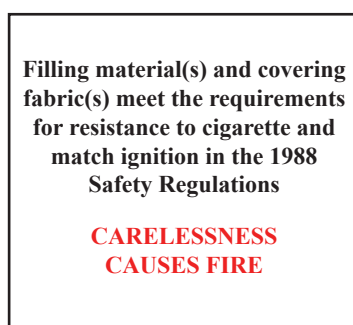 Filling material(s) and covering
fabric(s) meet the requirements
for resistance to cigarette and
match ignition in the 1988
Safety Regulations
CARELESSNESS
CAUSES FIRE